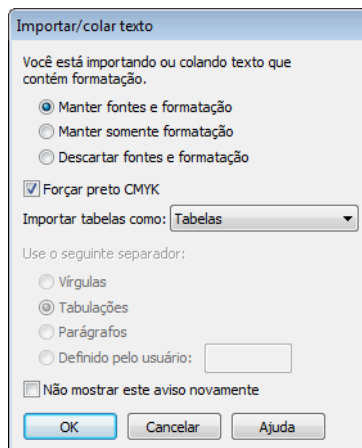 Importar/colar texto
Você está importando ou colando texto que
contém formatação.
Manter fontes e formatação
Manter somente formatação
Descartar fontes e formatação
Forçar preto CMYK
Importar tabelas como: Tabelas
Use o seguinte separador:
Vírgulas
Tabulações
Parágrafos
Definido pelo usuário:
Não mostrar este aviso novamente
OK Cancelar Ajuda